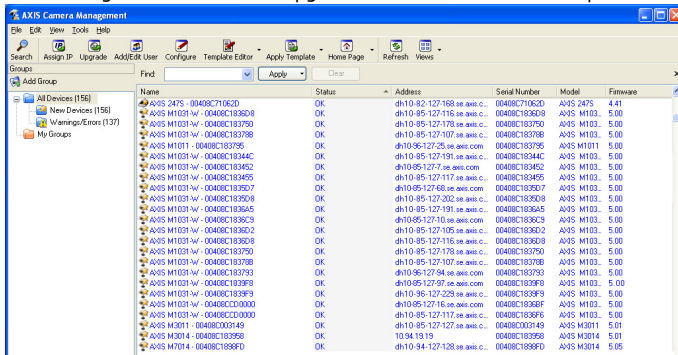 AXIS Camera Management
File Edit View Tools Help
Search Assign IP Upgrade Add/Edit User Configure Template Editor Apply Template Home Page Refresh Views
Groups
Add Group
Find: Apply Clear
All Devices (156)
New Devices (156)
Warnings/Errors (137)
My Groups
Name Status Address Serial Number Model Firmware
AXIS 247S - 00408C71062D OK dh10-82-127-168.se.axis.c... 00408C71062D AXIS 247S 4.41
AXIS M1031-W - 00408C1836D8 OK dh10-85-127-118.se.axis.c... 00408C1836D8 AXIS M103... 5.00
AXIS M1031-W - 00408C183750 OK dh10-85-127-178.se.axis.c... 00408C183750 AXIS M103... 5.00
AXIS M1031-W - 00408C18378B OK dh10-85-127-107.se.axis.c... 00408C18378B AXIS M103... 5.00
AXIS M1011 - 00408C183795 OK dh10-96-127-25.se.axis.com 00408C183795 AXIS M1011 5.00
AXIS M1031-W - 00408C18344C OK dh10-85-127-191.se.axis.c... 00408C18344C AXIS M103... 5.00
AXIS M1031-W - 00408C183452 OK dh10-85-127-7.se.axis.com 00408C183452 AXIS M103... 5.00
AXIS M1031-W - 00408C183455 OK dh10-85-127-117.se.axis.c... 00408C183455 AXIS M103... 5.00
AXIS M1031-W - 00408C1835D7 OK dh10-85-127-68.se.axis.com 00408C1835D7 AXIS M103... 5.00
AXIS M1031-W - 00408C1835D8 OK dh10-85-127-202.se.axis.c... 00408C1835D8 AXIS M103... 5.00
AXIS M1031-W - 00408C1836A5 OK dh10-85-127-191.se.axis.c... 00408C1836A5 AXIS M103... 5.00
AXIS M1031-W - 00408C1836C9 OK dh10-85-127-10.se.axis.com 00408C1836C9 AXIS M103... 5.00
AXIS M1031-W - 00408C1836D2 OK dh10-85-127-105.se.axis.c... 00408C1836D2 AXIS M103... 5.00
AXIS M1031-W - 00408C1836D8 OK dh10-85-127-116.se.axis.c... 00408C1836D8 AXIS M103... 5.00
AXIS M1031-W - 00408C183750 OK dh10-85-127-178.se.axis.c... 00408C183750 AXIS M103... 5.00
AXIS M1031-W - 00408C18378B OK dh10-85-127-107.se.axis.c... 00408C18378B AXIS M103... 5.00
AXIS M1031-W - 00408C183793 OK dh10-96-127-94.se.axis.com 00408C183793 AXIS M103... 5.00
AXIS M1031-W - 00408C1839F8 OK dh10-85-127-97.se.axis.com 00408C1839F8 AXIS M103... 5.00
AXIS M1031-W - 00408C1839F9 OK dh10-96-127-229.se.axis.c... 00408C1839F9 AXIS M103... 5.00
AXIS M1031-W - 00408CCD0000 OK dh10-85-127-16.se.axis.com 00408C1836BF AXIS M103... 5.00
AXIS M1031-W - 00408CCD0000 OK dh10-85-127-117.se.axis.c... 00408C1836F6 AXIS M103... 5.00
AXIS M3011 - 00408C003149 OK dh10-85-127-127.se.axis.c... 00408C003149 AXIS M3011 5.01
AXIS M3014 - 00408C183958 OK 10.94.19.19 00408C183958 AXIS M3014 5.01
AXIS M7014 - 00408C1898FD OK dh10-94-127-128.se.axis.c... 00408C1898FD AXIS M3014 5.05